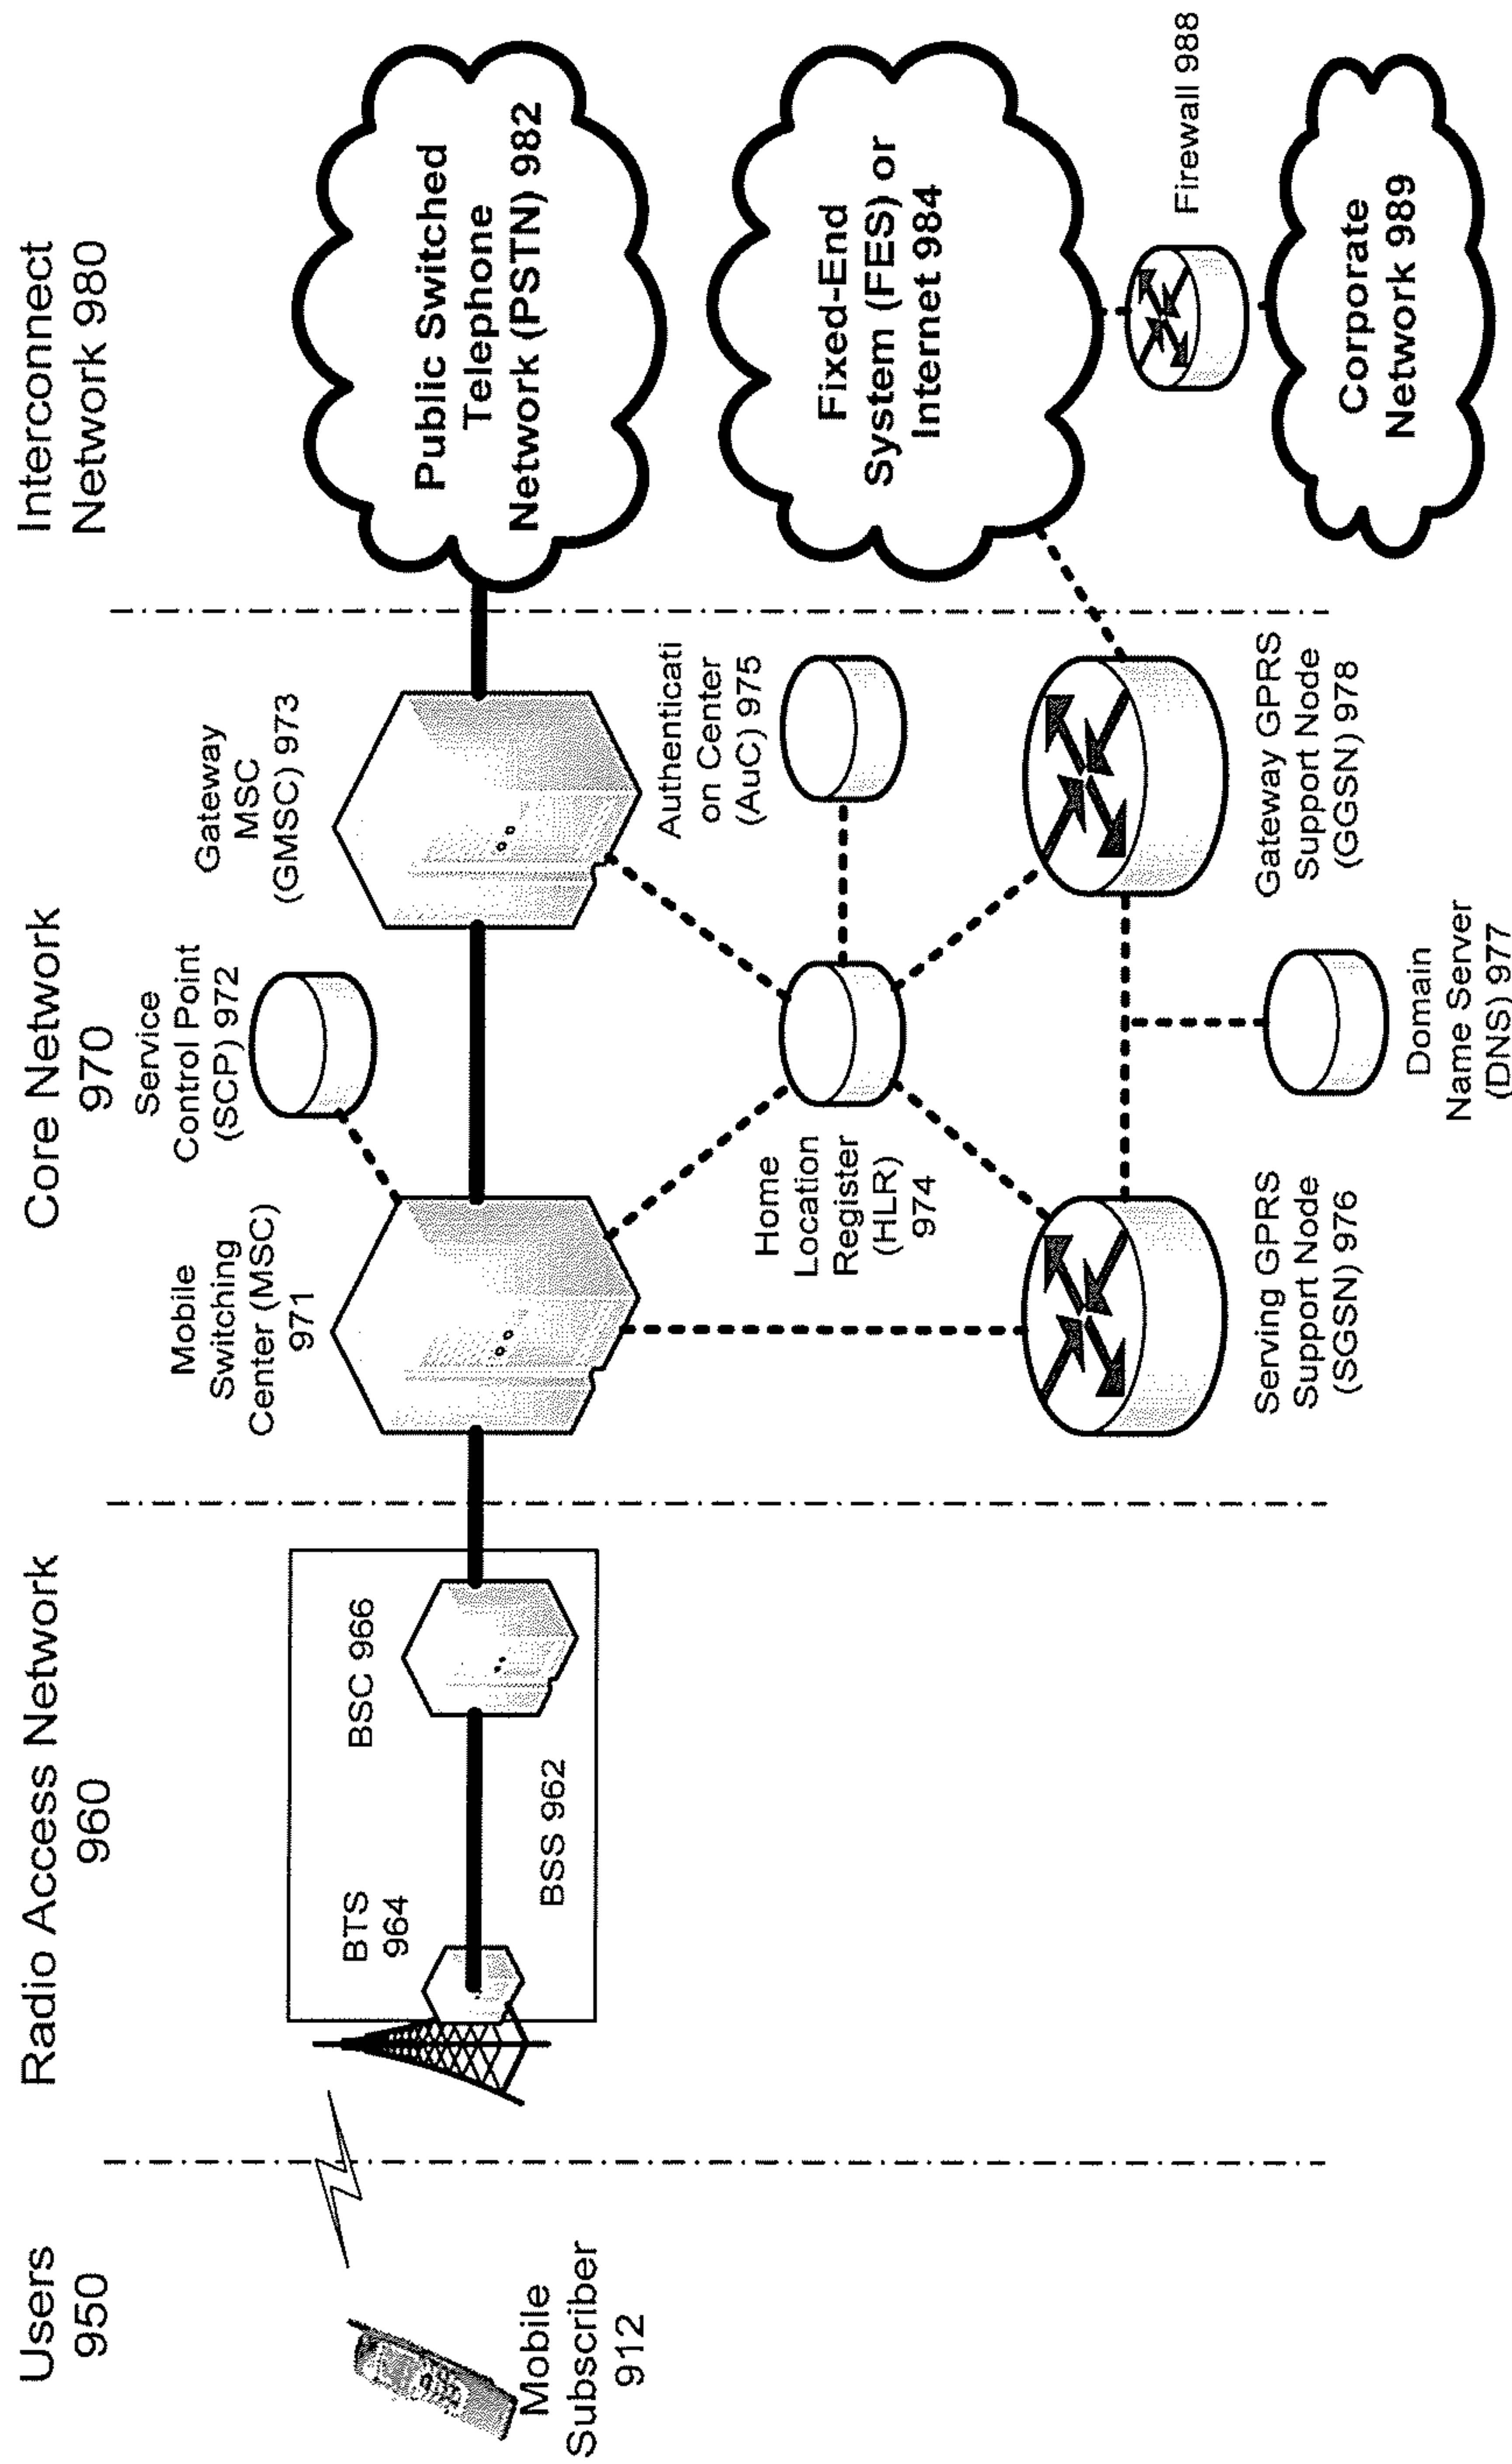 Users
950
Radio Access Network
960
Core Network
970
Interconnect
Network 980
Mobile
Subscriber
912
BTS
964
BSC 966
BSS 962
Mobile
Switching
Center (MSC)
971
Service
Control Point
(SCP) 972
Gateway
MSC
(GMSC) 973
Home
Location
Register
(HLR)
974
Authenticati
on Center
(AuC) 975
Serving GPRS
Support Node
(SGSN) 976
Domain
Name Server
(DNS) 977
Gateway GPRS
Support Node
(GGSN) 978
Public Switched
Telephone
Network (PSTN) 982
Fixed-End
System (FES) or
Internet 984
Firewall 988
Corporate
Network 989